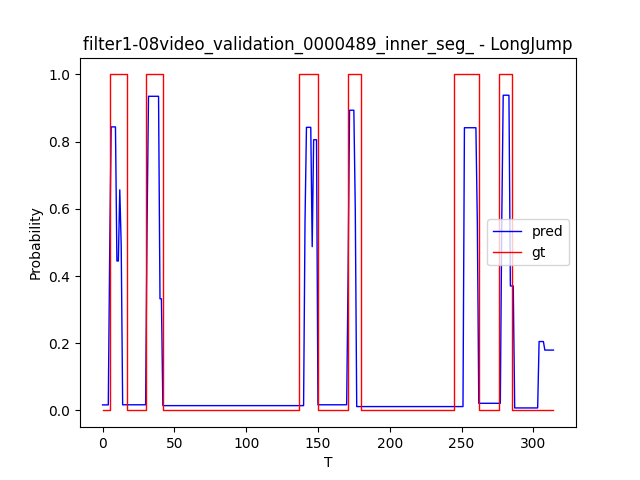 filter1-08video_validation_0000489_inner_seg_ - LongJump
1.0
0.8
0.6
0.4
0.2
0.0
Probability
pred
gt
0 50 100 150 200 250 300
T